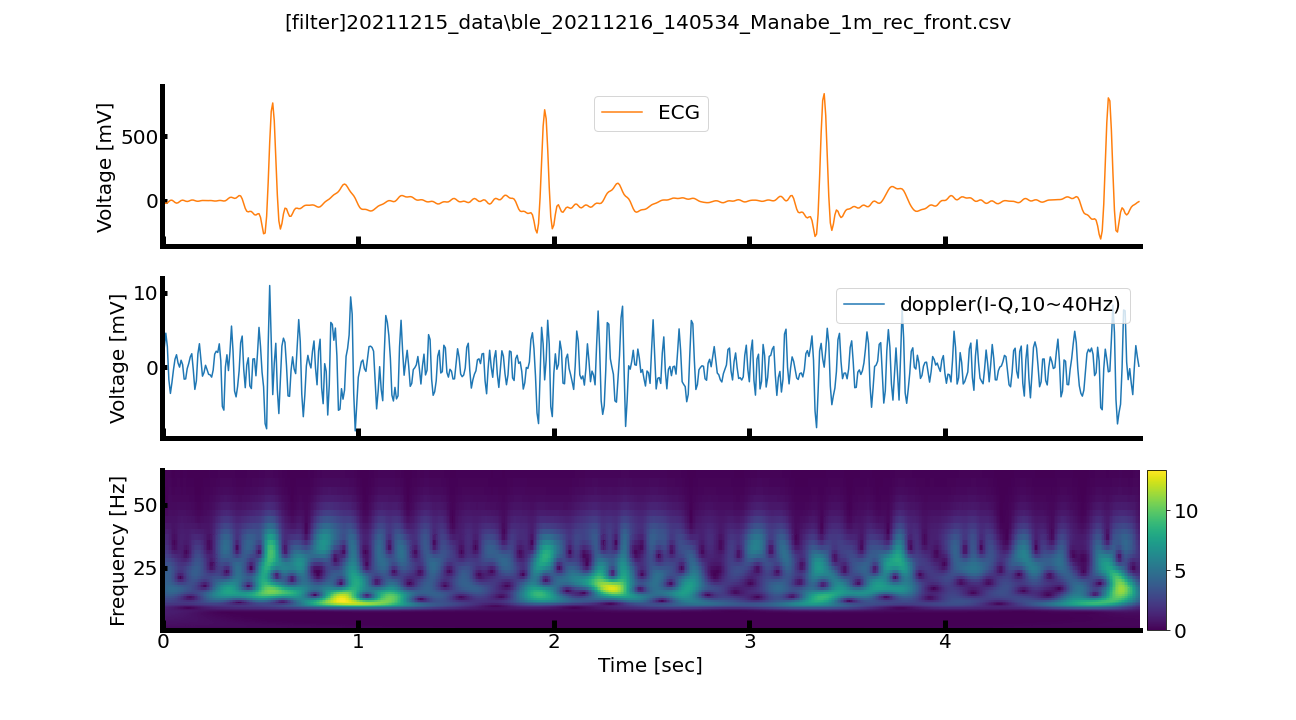 [filter]20211215_data\ble_20211216_140534_Manabe_1m_rec_front.csv
Voltage [mV]
500
0
ECG
Voltage [mV]
10
0
doppler(I-Q,10~40Hz)
Frequency [Hz]
50
25
10
5
0
0 1 2 3 4
Time [sec]